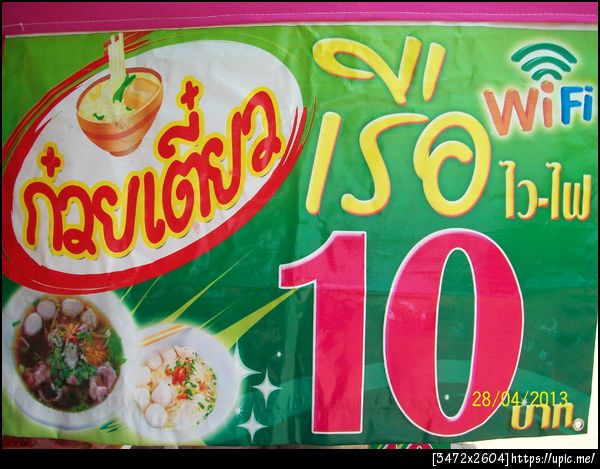 ก๋วยเตี๋ยว
เรือ
WiFi
ไว-ไฟ
10
บาท.
28/04/2013
[3472x2604]https://upic.me/